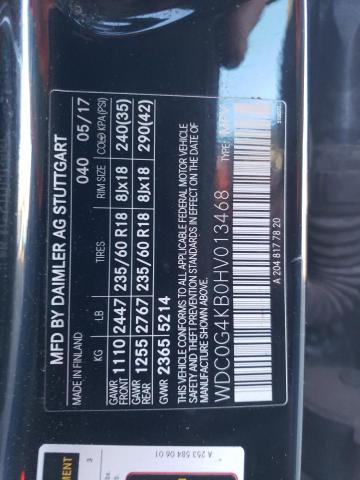 MFD BY DAIMLER AG STUTTGART
MADE IN FINLAND 040 05/17
KG LB TIRES RIM SIZE COLD KPA(PSI)
GAWR FRONT 1110 2447 235/60 R18 8Jx18 240(35)
GAWR REAR 1255 2767 235/60 R18 8Jx18 290(42)
GVWR 2365 5214
THIS VEHICLE CONFORMS TO ALL APPLICABLE FEDERAL MOTOR VEHICLE
SAFETY AND THEFT PREVENTION STANDARDS IN EFFECT ON THE DATE OF
MANUFACTURE SHOWN ABOVE.
WDC0G4KB0HV013468 TYPE: MPV
A 204 817 78 20
A 253 584 06 01
3